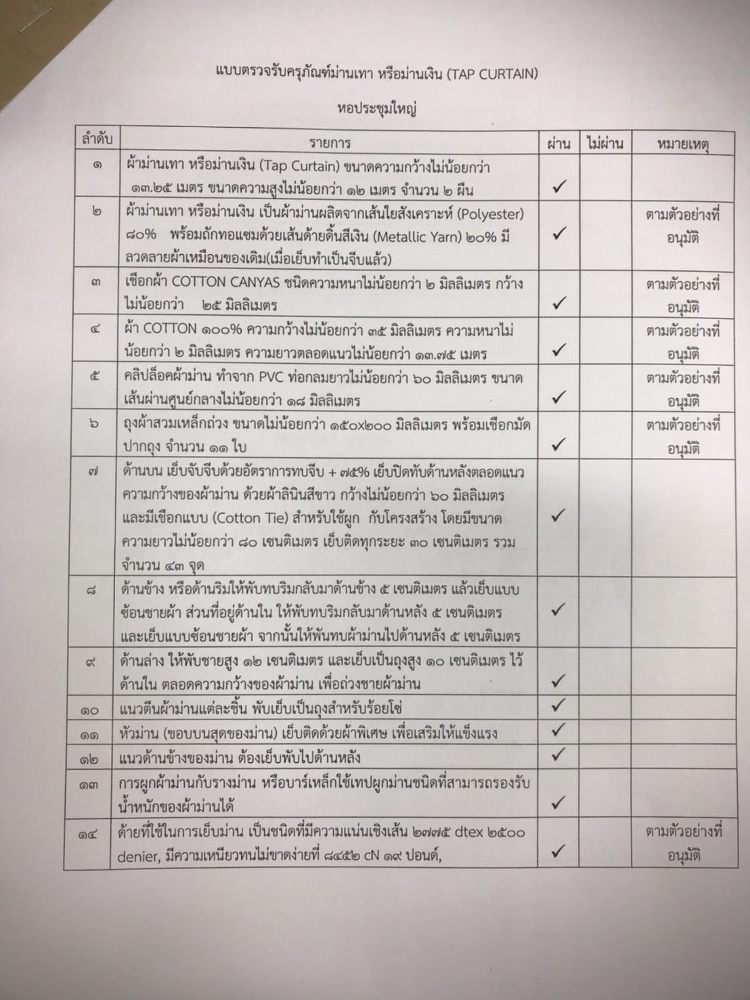 แบบตรวจรับครุภัณฑ์ม่านเทา หรือม่านเงิน (TAP CURTAIN)
หอประชุมใหญ่
ลำดับ รายการ ผ่าน ไม่ผ่าน หมายเหตุ
๑ ผ้าม่านเทา หรือม่านเงิน (Tap Curtain) ขนาดความกว้างไม่น้อยกว่า
๑๓.๒๕ เมตร ขนาดความสูงไม่น้อยกว่า ๑๒ เมตร จำนวน ๒ ผืน ✓
๒ ผ้าม่านเทา หรือม่านเงิน เป็นผ้าม่านผลิตจากเส้นใยสังเคราะห์ (Polyester) ตามตัวอย่างที่
๘๐% พร้อมถักทอแซมด้วยเส้นด้ายดิ้นสีเงิน (Metallic Yarn) ๒๐% มี ✓ อนุมัติ
ลวดลายผ้าเหมือนของเดิม(เมื่อเย็บทำเป็นจีบแล้ว)
๓ เชือกผ้า COTTON CANYAS ชนิดความหนาไม่น้อยกว่า ๒ มิลลิเมตร กว้าง ตามตัวอย่างที่
ไม่น้อยกว่า ๒๕ มิลลิเมตร ✓ อนุมัติ
๔ ผ้า COTTON ๑๐๐% ความกว้างไม่น้อยกว่า ๓๕ มิลลิเมตร ความหนาไม่ ตามตัวอย่างที่
น้อยกว่า ๒ มิลลิเมตร ความยาวตลอดแนวไม่น้อยกว่า ๑๓.๗๕ เมตร ✓ อนุมัติ
๕ คลิปล็อคผ้าม่าน ทำจาก PVC ท่อกลมยาวไม่น้อยกว่า ๖๐ มิลลิเมตร ขนาด ตามตัวอย่างที่
เส้นผ่านศูนย์กลางไม่น้อยกว่า ๑๘ มิลลิเมตร ✓ อนุมัติ
๖ ถุงผ้าสวมเหล็กถ่วง ขนาดไม่น้อยกว่า ๑๕๐x๒๐๐ มิลลิเมตร พร้อมเชือกมัด ตามตัวอย่างที่
ปากถุง จำนวน ๑๑ ใบ ✓ อนุมัติ
๗ ด้านบน เย็บจับจีบด้วยอัตราการทบจีบ + ๗๕% เย็บปิดทับด้านหลังตลอดแนว
ความกว้างของผ้าม่าน ด้วยผ้าลินินสีขาว กว้างไม่น้อยกว่า ๖๐ มิลลิเมตร
และมีเชือกแบบ (Cotton Tie) สำหรับใช้ผูก กับโครงสร้าง โดยมีขนาด ✓
ความยาวไม่น้อยกว่า ๘๐ เซนติเมตร เย็บติดทุกระยะ ๓๐ เซนติเมตร รวม
จำนวน ๔๓ จุด
๘ ด้านข้าง หรือด้านริมให้พับทบริมกลับมาด้านข้าง ๕ เซนติเมตร แล้วเย็บแบบ
ซ้อนชายผ้า ส่วนที่อยู่ด้านใน ให้พับทบริมกลับมาด้านหลัง ๕ เซนติเมตร ✓
และเย็บแบบซ้อนชายผ้า จากนั้นให้พันทบผ้าม่านไปด้านหลัง ๕ เซนติเมตร
๙ ด้านล่าง ให้พับชายสูง ๑๒ เซนติเมตร และเย็บเป็นถุงสูง ๑๐ เซนติเมตร ไว้
ด้านใน ตลอดความกว้างของผ้าม่าน เพื่อถ่วงชายผ้าม่าน ✓
๑๐ แนวตีนผ้าม่านแต่ละชิ้น พับเย็บเป็นถุงสำหรับร้อยโซ่ ✓
๑๑ หัวม่าน (ขอบบนสุดของม่าน) เย็บติดด้วยผ้าพิเศษ เพื่อเสริมให้แข็งแรง ✓
๑๒ แนวด้านข้างของม่าน ต้องเย็บพับไปด้านหลัง ✓
๑๓ การผูกผ้าม่านกับรางม่าน หรือบาร์เหล็กใช้เทปผูกม่านชนิดที่สามารถรองรับ
น้ำหนักของผ้าม่านได้ ✓
๑๔ ด้ายที่ใช้ในการเย็บม่าน เป็นชนิดที่มีความแน่นเชิงเส้น ๒๗๗๕ dtex ๒๕๐๐ ตามตัวอย่างที่
denier, มีความเหนียวทนไม่ขาดง่ายที่ ๘๔๕๒ cN ๑๙ ปอนด์, ✓ อนุมัติ